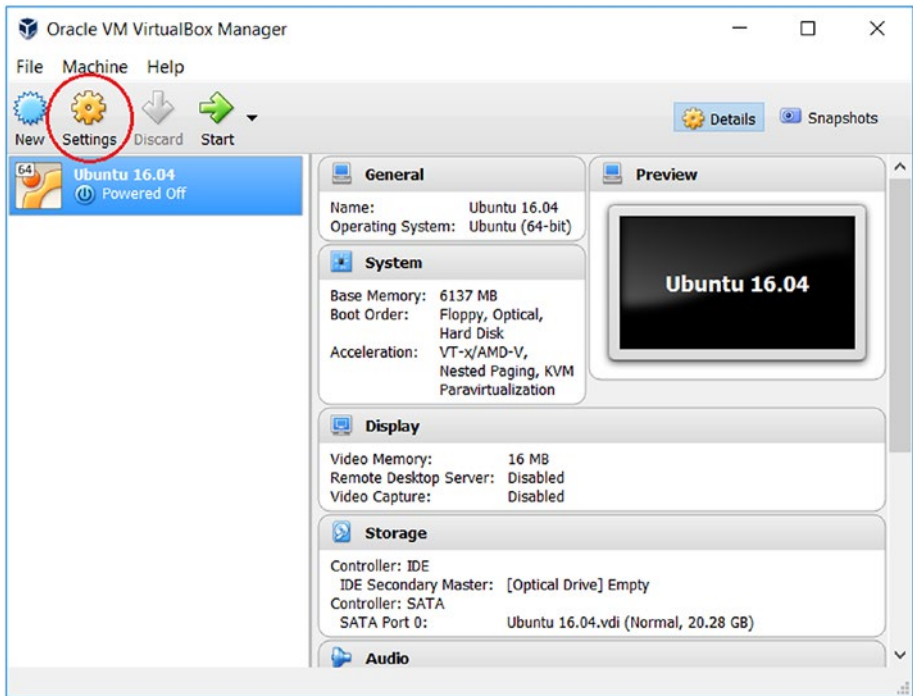 Oracle VM VirtualBox Manager
File Machine Help
New Settings Discard Start
Details Snapshots
64
Ubuntu 16.04
Powered Off
General
Name: Ubuntu 16.04
Operating System: Ubuntu (64-bit)
System
Base Memory: 6137 MB
Boot Order: Floppy, Optical,
Hard Disk
Acceleration: VT-x/AMD-V,
Nested Paging, KVM
Paravirtualization
Preview
Ubuntu 16.04
Display
Video Memory: 16 MB
Remote Desktop Server: Disabled
Video Capture: Disabled
Storage
Controller: IDE
IDE Secondary Master: [Optical Drive] Empty
Controller: SATA
SATA Port 0: Ubuntu 16.04.vdi (Normal, 20.28 GB)
Audio